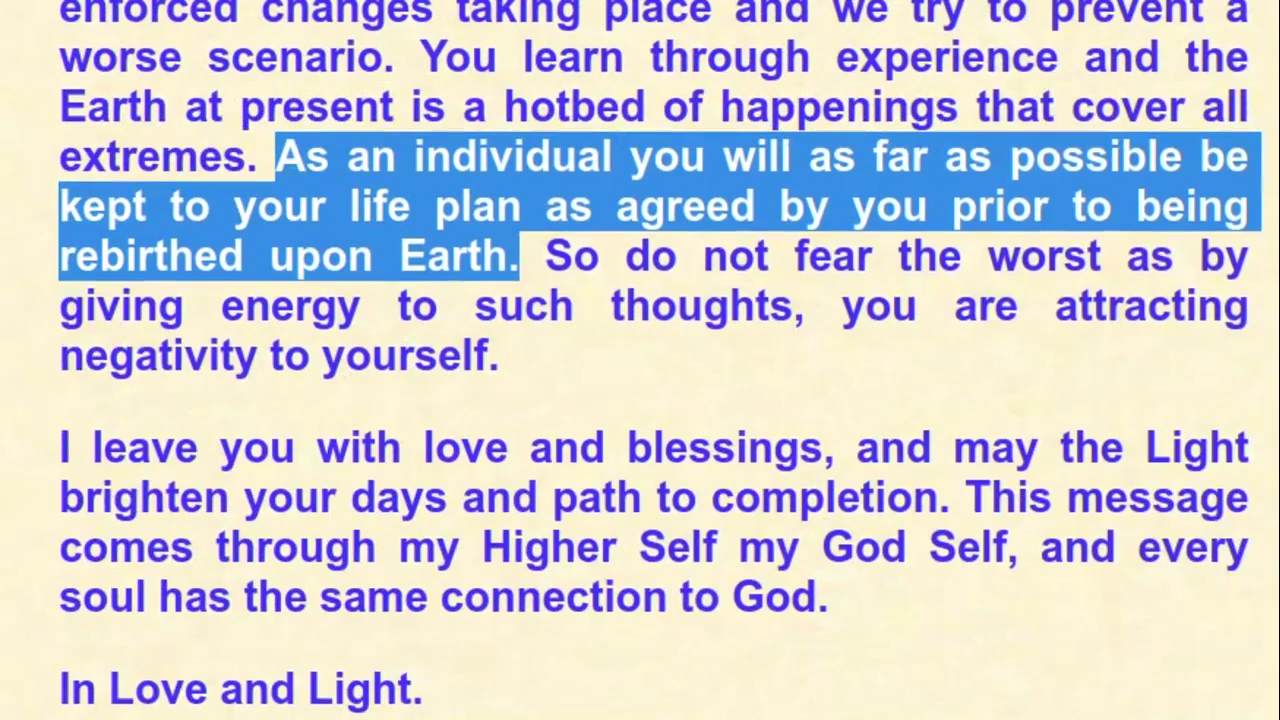 enforced changes taking place and we try to prevent a
worse scenario. You learn through experience and the
Earth at present is a hotbed of happenings that cover all
extremes. As an individual you will as far as possible be
kept to your life plan as agreed by you prior to being
rebirthed upon Earth. So do not fear the worst as by
giving energy to such thoughts, you are attracting
negativity to yourself.
I leave you with love and blessings, and may the Light
brighten your days and path to completion. This message
comes through my Higher Self my God Self, and every
soul has the same connection to God.
In Love and Light.